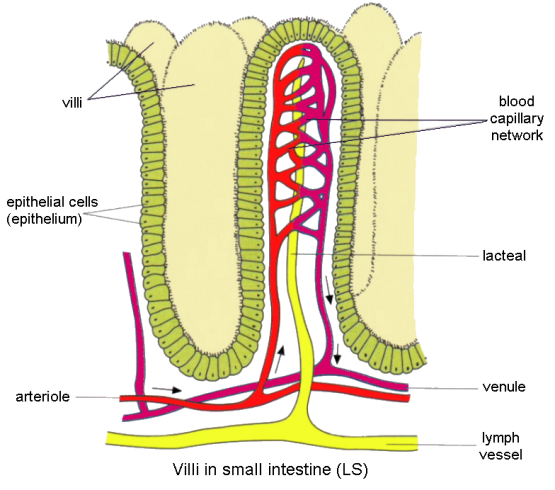 villi
blood
capillary
network
epithelial cells
(epithelium)
lacteal
arteriole
venule
lymph
vessel
Villi in small intestine (LS)